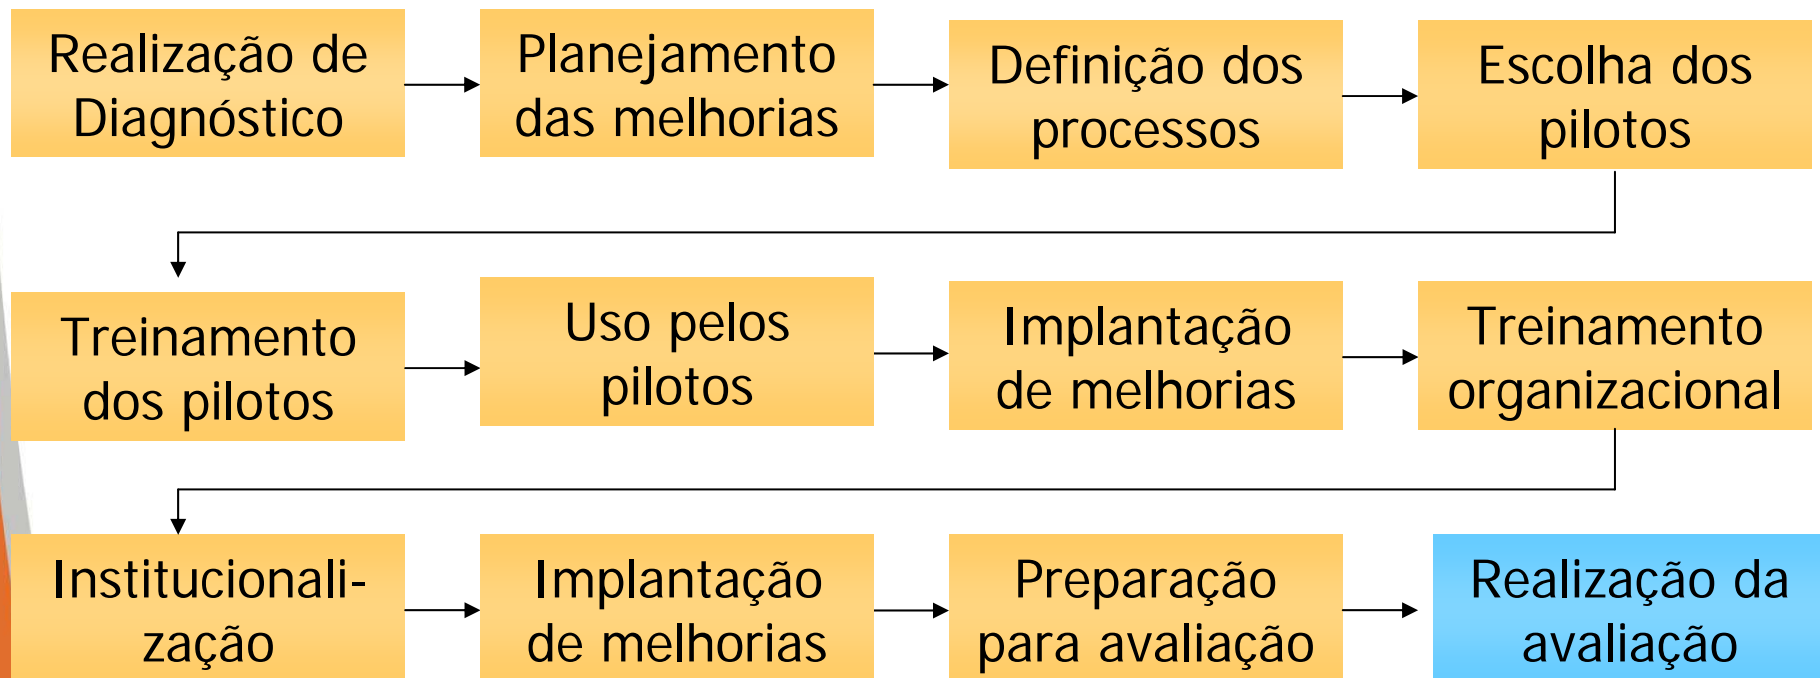 Realização de
Diagnóstico
Planejamento
das melhorias
Definição dos
processos
Escolha dos
pilotos
Treinamento
dos pilotos
Uso pelos
pilotos
Implantação
de melhorias
Treinamento
organizacional
Institucionali-
zação
Implantação
de melhorias
Preparação
para avaliação
Realização da
avaliação